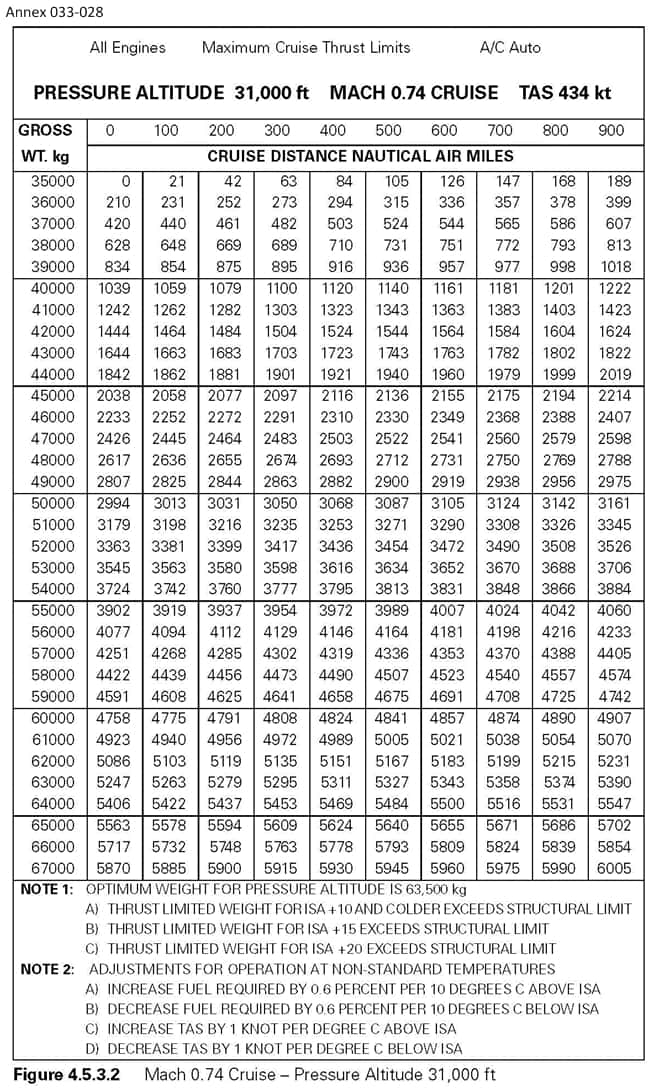 Annex 033-028
All Engines Maximum Cruise Thrust Limits A/C Auto
PRESSURE ALTITUDE 31,000 ft MACH 0.74 CRUISE TAS 434 kt
GROSS 0 100 200 300 400 500 600 700 800 900
WT. kg CRUISE DISTANCE NAUTICAL AIR MILES
35000 0 21 42 63 84 105 126 147 168 189
36000 210 231 252 273 294 315 336 357 378 399
37000 420 440 461 482 503 524 544 565 586 607
38000 628 648 669 689 710 731 751 772 793 813
39000 834 854 875 895 916 936 957 977 998 1018
40000 1039 1059 1079 1100 1120 1140 1161 1181 1201 1222
41000 1242 1262 1282 1303 1323 1343 1363 1383 1403 1423
42000 1444 1464 1484 1504 1524 1544 1564 1584 1604 1624
43000 1644 1663 1683 1703 1723 1743 1763 1782 1802 1822
44000 1842 1862 1881 1901 1921 1940 1960 1979 1999 2019
45000 2038 2058 2077 2097 2116 2136 2155 2175 2194 2214
46000 2233 2252 2272 2291 2310 2330 2349 2368 2388 2407
47000 2426 2445 2464 2483 2503 2522 2541 2560 2579 2598
48000 2617 2636 2655 2674 2693 2712 2731 2750 2769 2788
49000 2807 2825 2844 2863 2882 2900 2919 2938 2956 2975
50000 2994 3013 3031 3050 3068 3087 3105 3124 3142 3161
51000 3179 3198 3216 3235 3253 3271 3290 3308 3326 3345
52000 3363 3381 3399 3417 3436 3454 3472 3490 3508 3526
53000 3545 3563 3580 3598 3616 3634 3652 3670 3688 3706
54000 3724 3742 3760 3777 3795 3813 3831 3848 3866 3884
55000 3902 3919 3937 3954 3972 3989 4007 4024 4042 4060
56000 4077 4094 4112 4129 4146 4164 4181 4198 4216 4233
57000 4251 4268 4285 4302 4319 4336 4353 4370 4388 4405
58000 4422 4439 4456 4473 4490 4507 4523 4540 4557 4574
59000 4591 4608 4625 4641 4658 4675 4691 4708 4725 4742
60000 4758 4775 4791 4808 4824 4841 4857 4874 4890 4907
61000 4923 4940 4956 4972 4989 5005 5021 5038 5054 5070
62000 5086 5103 5119 5135 5151 5167 5183 5199 5215 5231
63000 5247 5263 5279 5295 5311 5327 5343 5358 5374 5390
64000 5406 5422 5437 5453 5469 5484 5500 5516 5531 5547
65000 5563 5578 5594 5609 5624 5640 5655 5671 5686 5702
66000 5717 5732 5748 5763 5778 5793 5809 5824 5839 5854
67000 5870 5885 5900 5915 5930 5945 5960 5975 5990 6005
NOTE 1: OPTIMUM WEIGHT FOR PRESSURE ALTITUDE IS 63,500 kg
A) THRUST LIMITED WEIGHT FOR ISA +10 AND COLDER EXCEEDS STRUCTURAL LIMIT
B) THRUST LIMITED WEIGHT FOR ISA +15 EXCEEDS STRUCTURAL LIMIT
C) THRUST LIMITED WEIGHT FOR ISA +20 EXCEEDS STRUCTURAL LIMIT
NOTE 2: ADJUSTMENTS FOR OPERATION AT NON-STANDARD TEMPERATURES
A) INCREASE FUEL REQUIRED BY 0.6 PERCENT PER 10 DEGREES C ABOVE ISA
B) DECREASE FUEL REQUIRED BY 0.6 PERCENT PER 10 DEGREES C BELOW ISA
C) INCREASE TAS BY 1 KNOT PER DEGREE C ABOVE ISA
D) DECREASE TAS BY 1 KNOT PER DEGREE C BELOW ISA
Figure 4.5.3.2 Mach 0.74 Cruise – Pressure Altitude 31,000 ft